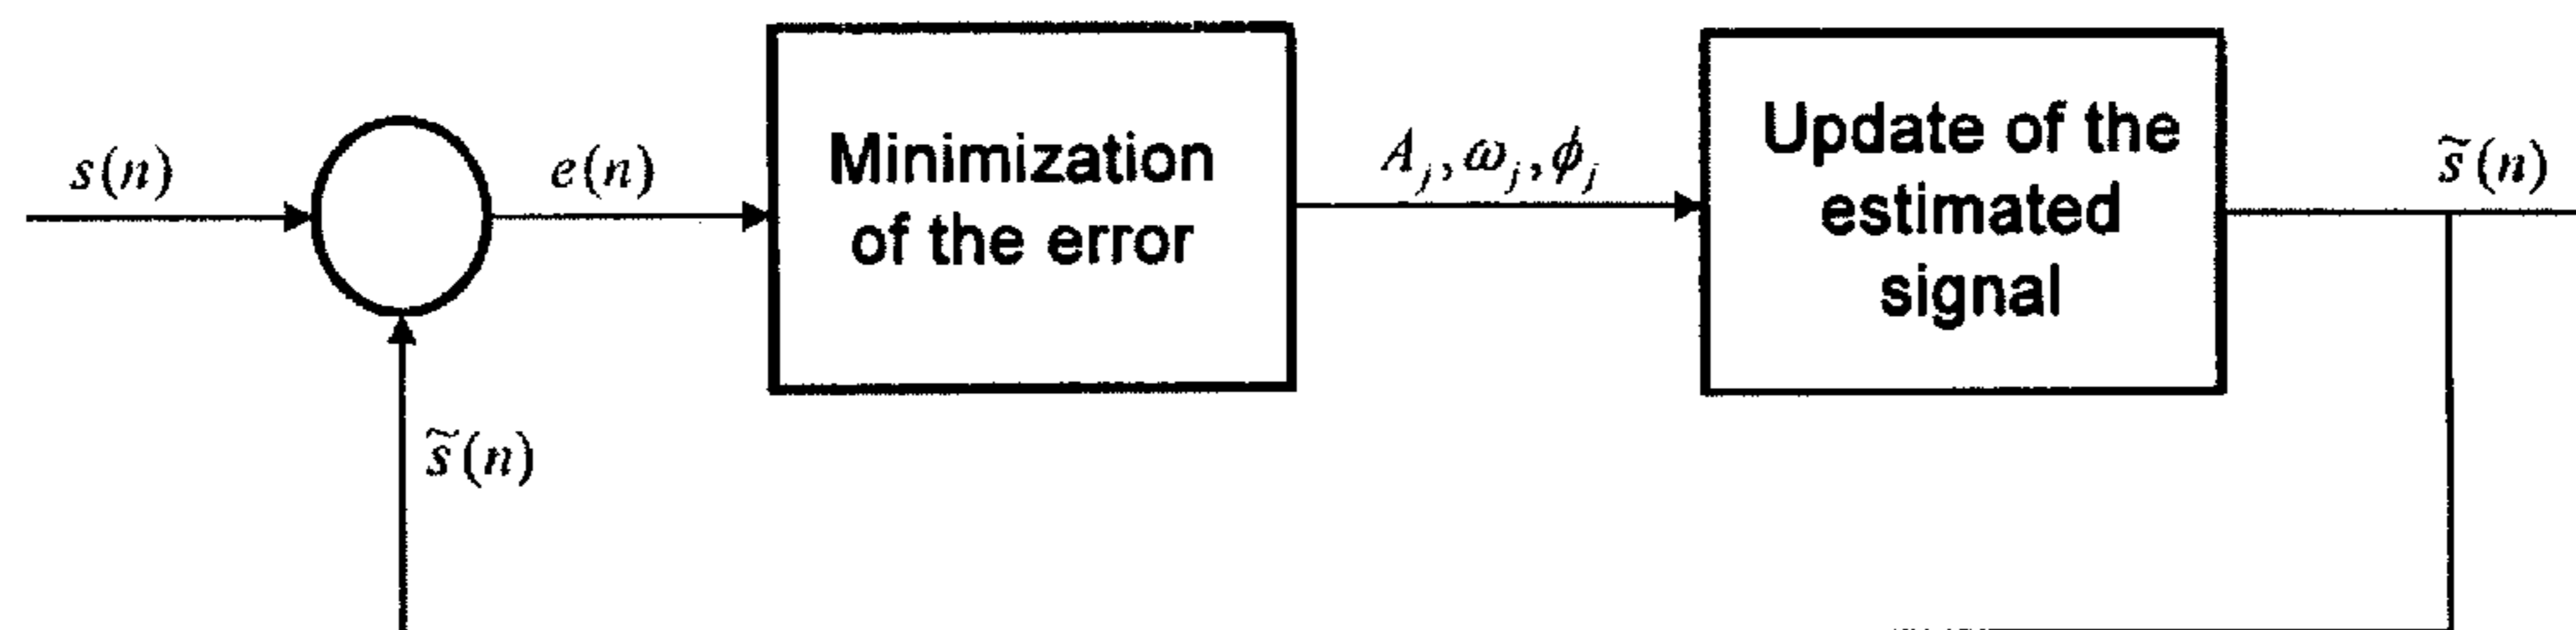 s(n)
e(n)
Minimization
of the error
A_j, ω_j, ϕ_j
Update of the
estimated
signal
s̃(n)
s̃(n)